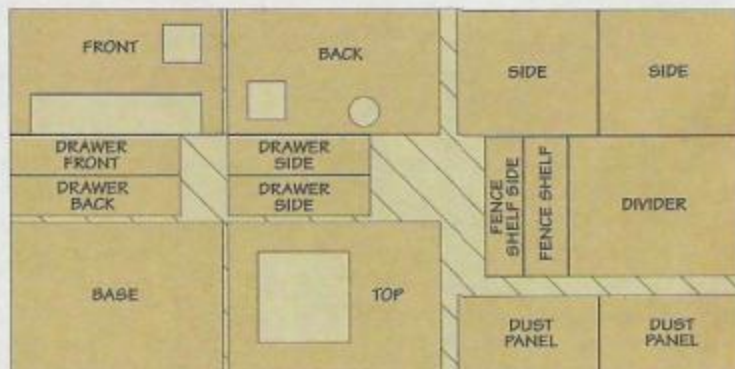 FRONT
BACK
SIDE
SIDE
DRAWER
FRONT
DRAWER
SIDE
DRAWER
BACK
DRAWER
SIDE
FENCE
SHELF SIDE
FENCE SHELF
DIVIDER
BASE
TOP
DUST
PANEL
DUST
PANEL